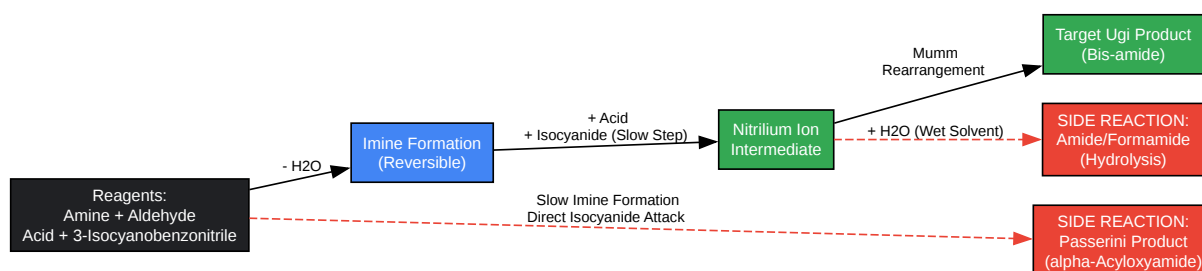 Reagents:
Amine + Aldehyde
Acid + 3-Isocyanobenzonitrile
- H2O
Imine Formation
(Reversible)
+ Acid
+ Isocyanide (Slow Step)
Nitrilium Ion
Intermediate
Mumm
Rearrangement
Target Ugi Product
(Bis-amide)
+ H2O (Wet Solvent)
SIDE REACTION:
Amide/Formamide
(Hydrolysis)
Slow Imine Formation
Direct Isocyanide Attack
SIDE REACTION:
Passerini Product
(alpha-Acyloxyamide)